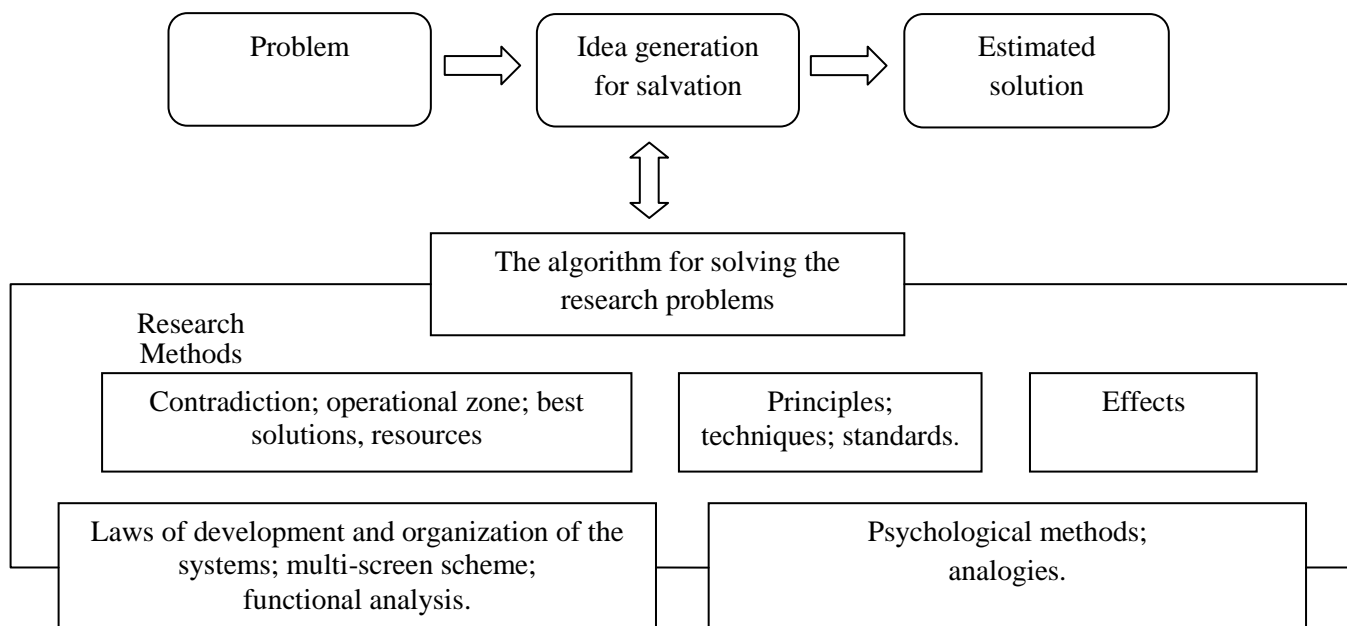 Problem
Idea generation
for salvation
Estimated
solution
The algorithm for solving the
research problems
Research
Methods
Contradiction; operational zone; best
solutions, resources
Principles;
techniques; standards.
Effects
Laws of development and organization of the
systems; multi-screen scheme;
functional analysis.
Psychological methods;
analogies.